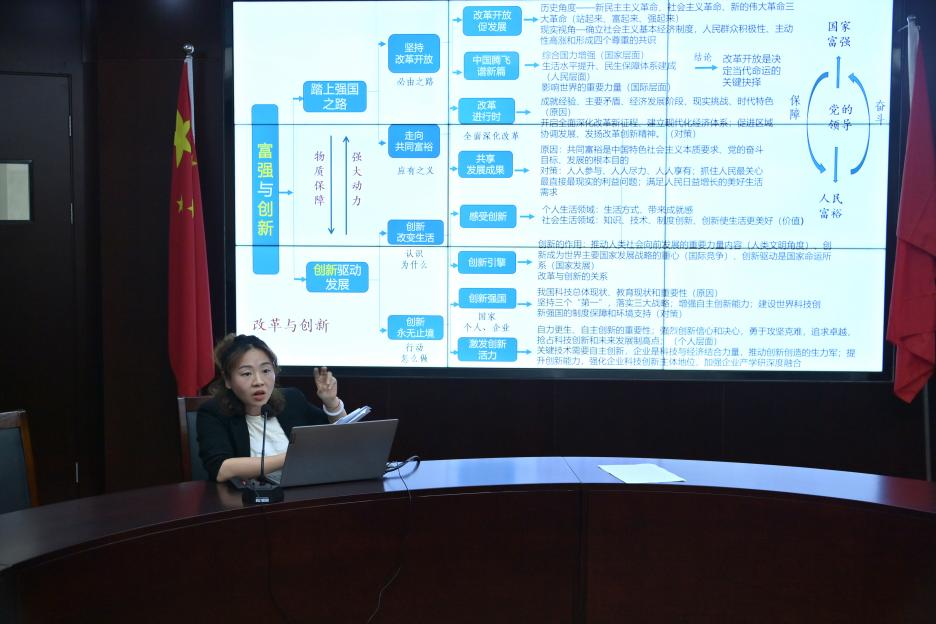 富强与创新
踏上强国
之路
物质保障
强大动力
创新驱动
发展
改革与创新
坚持
改革开放
必由之路
走向
共同富裕
应有之义
创新
改变生活
认识
为什么
创新
永无止境
行动
怎么做
改革开放
促发展
历史角度——新民主主义革命、社会主义革命、新的伟大革命三
大革命（站起来、富起来、强起来）
现实视角—确立社会主义基本经济制度，人民群众积极性、主动
性高涨和形成四个尊重的共识
中国腾飞
谱新篇
综合国力增强（国家层面）
生活水平提升、民生保障体系建成
（人民层面）
影响世界的重要力量（国际层面）
结论
改革开放是决
定当代命运的
关键抉择
改革
进行时
全面深化改革
成就经验、主要矛盾、经济发展阶段、现实挑战、时代特色
（原因）
开启全面深化改革新征程、建立现代化经济体系；促进区域
协调发展、发扬改革创新精神。（对策）
共享
发展成果
原因：共同富裕是中国特色社会主义本质要求、党的奋斗
目标、发展的根本目的
对策：人人参与、人人尽力、人人享有；抓住人民最关心
最直接最现实的利益问题；满足人民日益增长的美好生活
需求
感受创新
个人生活领域：生活方式、带来成就感
社会生活领域：知识、技术、制度创新、创新使生活更美好（价值）
创新引擎
创新的作用：推动人类社会向前发展的重要力量内容（人类文明角度）、创
新成为世界主要国家发展战略的重心（国际竞争）、创新驱动是国家命运所
系（国家发展）
改革与创新的关系
创新强国
国家
个人、企业
我国科技总体现状、教育现状和重要性（原因）
坚持三个“第一”，落实三大战略；增强自主创新能力；建设世界科技创
新强国的制度保障和环境支持（对策）
激发创新
活力
自力更生、自主创新的重要性；强烈创新信心和决心，勇于攻坚克难，追求卓越，
抢占科技创新和未来发展制高点；（个人层面）
关键技术需要自主创新，企业是科技与经济结合力量，推动创新创造的生力军；提
升创新能力，强化企业科技创新主体地位，加强企业产学研深度融合
国家
富强
保障
党的
领导
奋斗
人民
富裕